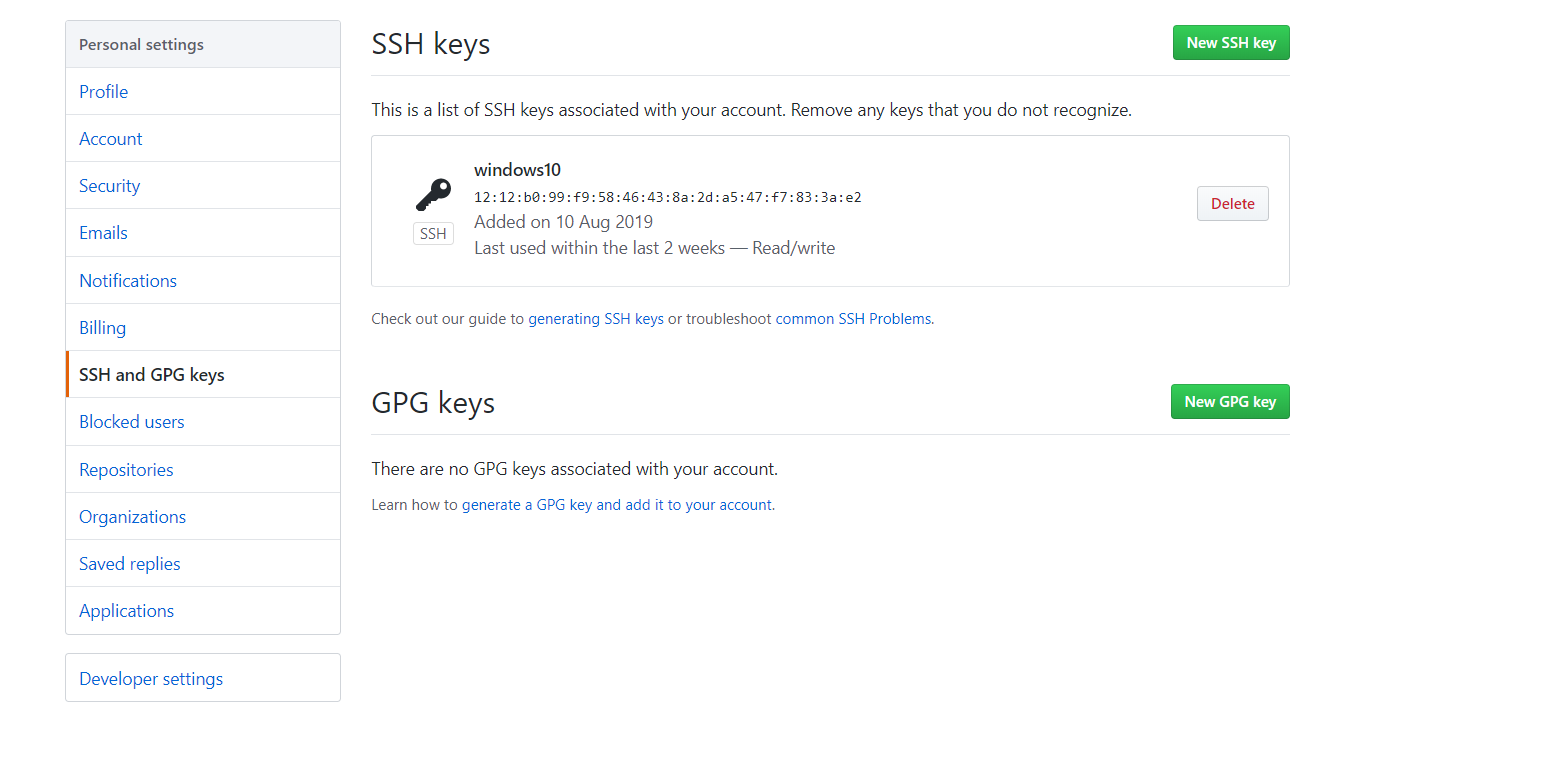 Personal settings
Profile
Account
Security
Emails
Notifications
Billing
SSH and GPG keys
Blocked users
Repositories
Organizations
Saved replies
Applications
Developer settings
SSH keys
New SSH key
This is a list of SSH keys associated with your account. Remove any keys that you do not recognize.
windows10
12:12:b0:99:f9:58:46:43:8a:2d:a5:47:f7:83:3a:e2
Added on 10 Aug 2019
Last used within the last 2 weeks — Read/write
SSH
Delete
Check out our guide to generating SSH keys or troubleshoot common SSH Problems.
GPG keys
New GPG key
There are no GPG keys associated with your account.
Learn how to generate a GPG key and add it to your account.